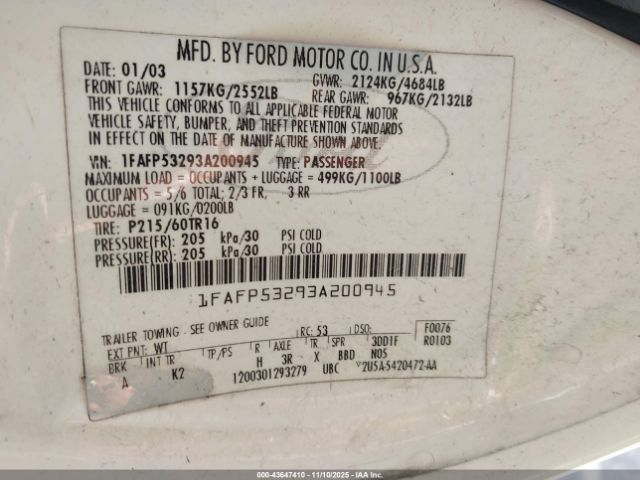 MFD. BY FORD MOTOR CO. IN U.S.A.
DATE: 01/03 GVWR: 2124KG/4684LB
FRONT GAWR: 1157KG/2552LB REAR GAWR: 967KG/2132LB
THIS VEHICLE CONFORMS TO ALL APPLICABLE FEDERAL MOTOR
VEHICLE SAFETY, BUMPER, AND THEFT PREVENTION STANDARDS
IN EFFECT ON THE DATE OF MANUFACTURE SHOWN ABOVE.
VIN: 1FAFP53293A200945 TYPE: PASSENGER
MAXIMUM LOAD = OCCUPANTS + LUGGAGE = 499KG/1100LB
OCCUPANTS = 5/6 TOTAL; 2/3 FR, 3 RR
LUGGAGE = 091KG/0200LB
TIRE: P215/60TR16
PRESSURE(FR): 205 kPa/30 PSI COLD
PRESSURE(RR): 205 kPa/30 PSI COLD
1FAFP53293A200945
TRAILER TOWING - SEE OWNER GUIDE
EXT PNT: WT RC: 53 DSO: F0076
BRK INT TR TP/PS R AXLE TR SPR 3DD1F R0103
A K2 H 3R X BBD N05
1200301293279 UBC V2U5A-5420472-AA
00-43647410 - 11/10/2025 - IAAI.COM